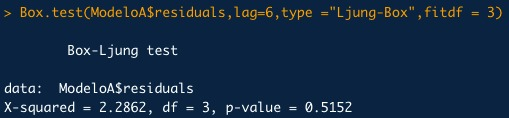 > Box.test(ModeloA$residuals,lag=6,type ="Ljung-Box",fitdf = 3)
Box-Ljung test
data:  ModeloA$residuals
X-squared = 2.2862, df = 3, p-value = 0.5152